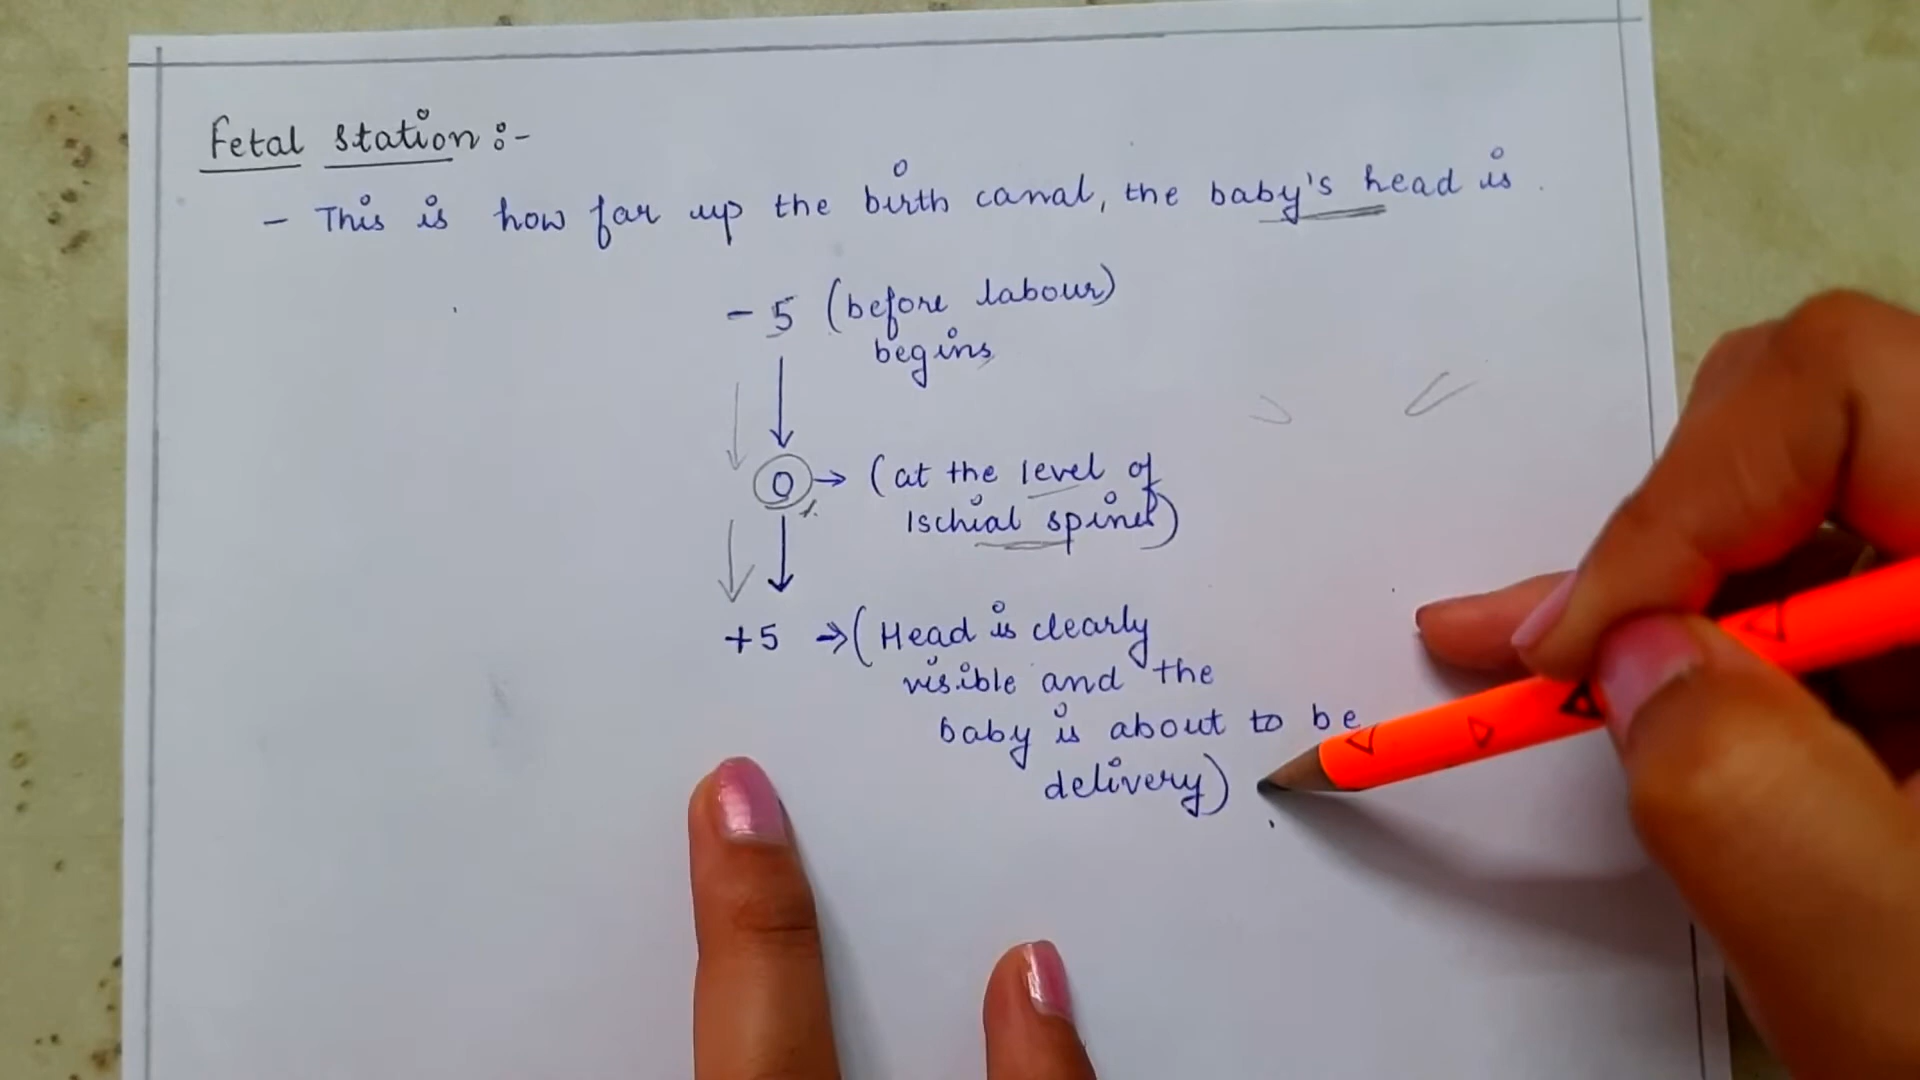 Fetal station :-
- This is how far up the birth canal, the baby's head is.
- 5 (before labour)
begins
0 → (at the level of
Ischial spines)
+5 → (Head is clearly
visible and the
baby is about to be
delivery)